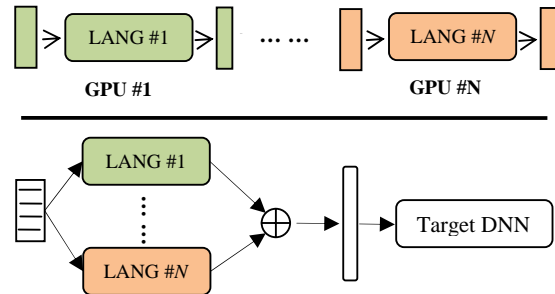 LANG #1
LANG #N
GPU #1
GPU #N
LANG #1
LANG #N
Target DNN